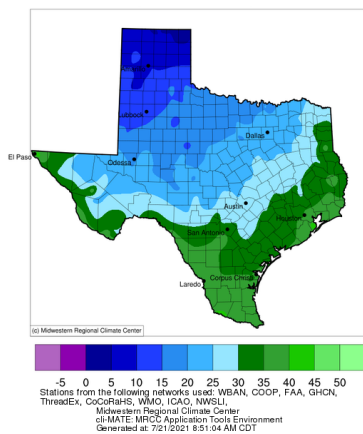 Amarillo
Lubbock
Dallas
El Paso
Odessa
Austin
Houston
San Antonio
Corpus Christi
Laredo
(c) Midwestern Regional Climate Center
-5 0 5 10 15 20 25 30 35 40 45 50
Stations from the following networks used: WBAN, COOP, FAA, GHCN,
ThreadEx, CoCoRaHS, WMO, ICAO, NWSLI,
Midwestern Regional Climate Center
cli-MATE: MRCC Application Tools Environment
Generated at: 7/21/2021 8:51:04 AM CDT